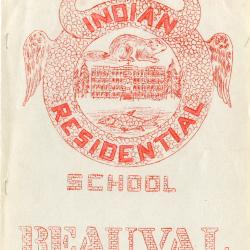 INDIAN
RESIDENTIAL
SCHOOL
BEAUVAL